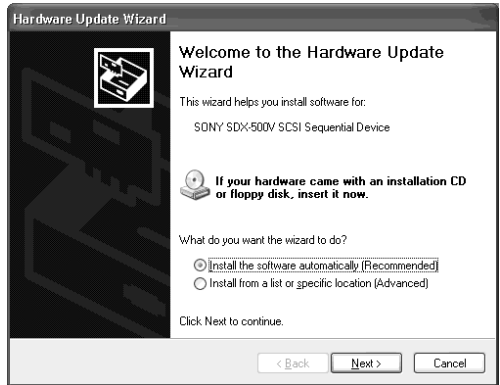 Hardware Update Wizard
Welcome to the Hardware Update
Wizard
This wizard helps you install software for:
SONY SDX-500V SCSI Sequential Device
If your hardware came with an installation CD
or floppy disk, insert it now.
What do you want the wizard to do?
Install the software automatically (Recommended)
Install from a list or specific location (Advanced)
Click Next to continue.
< Back Next > Cancel